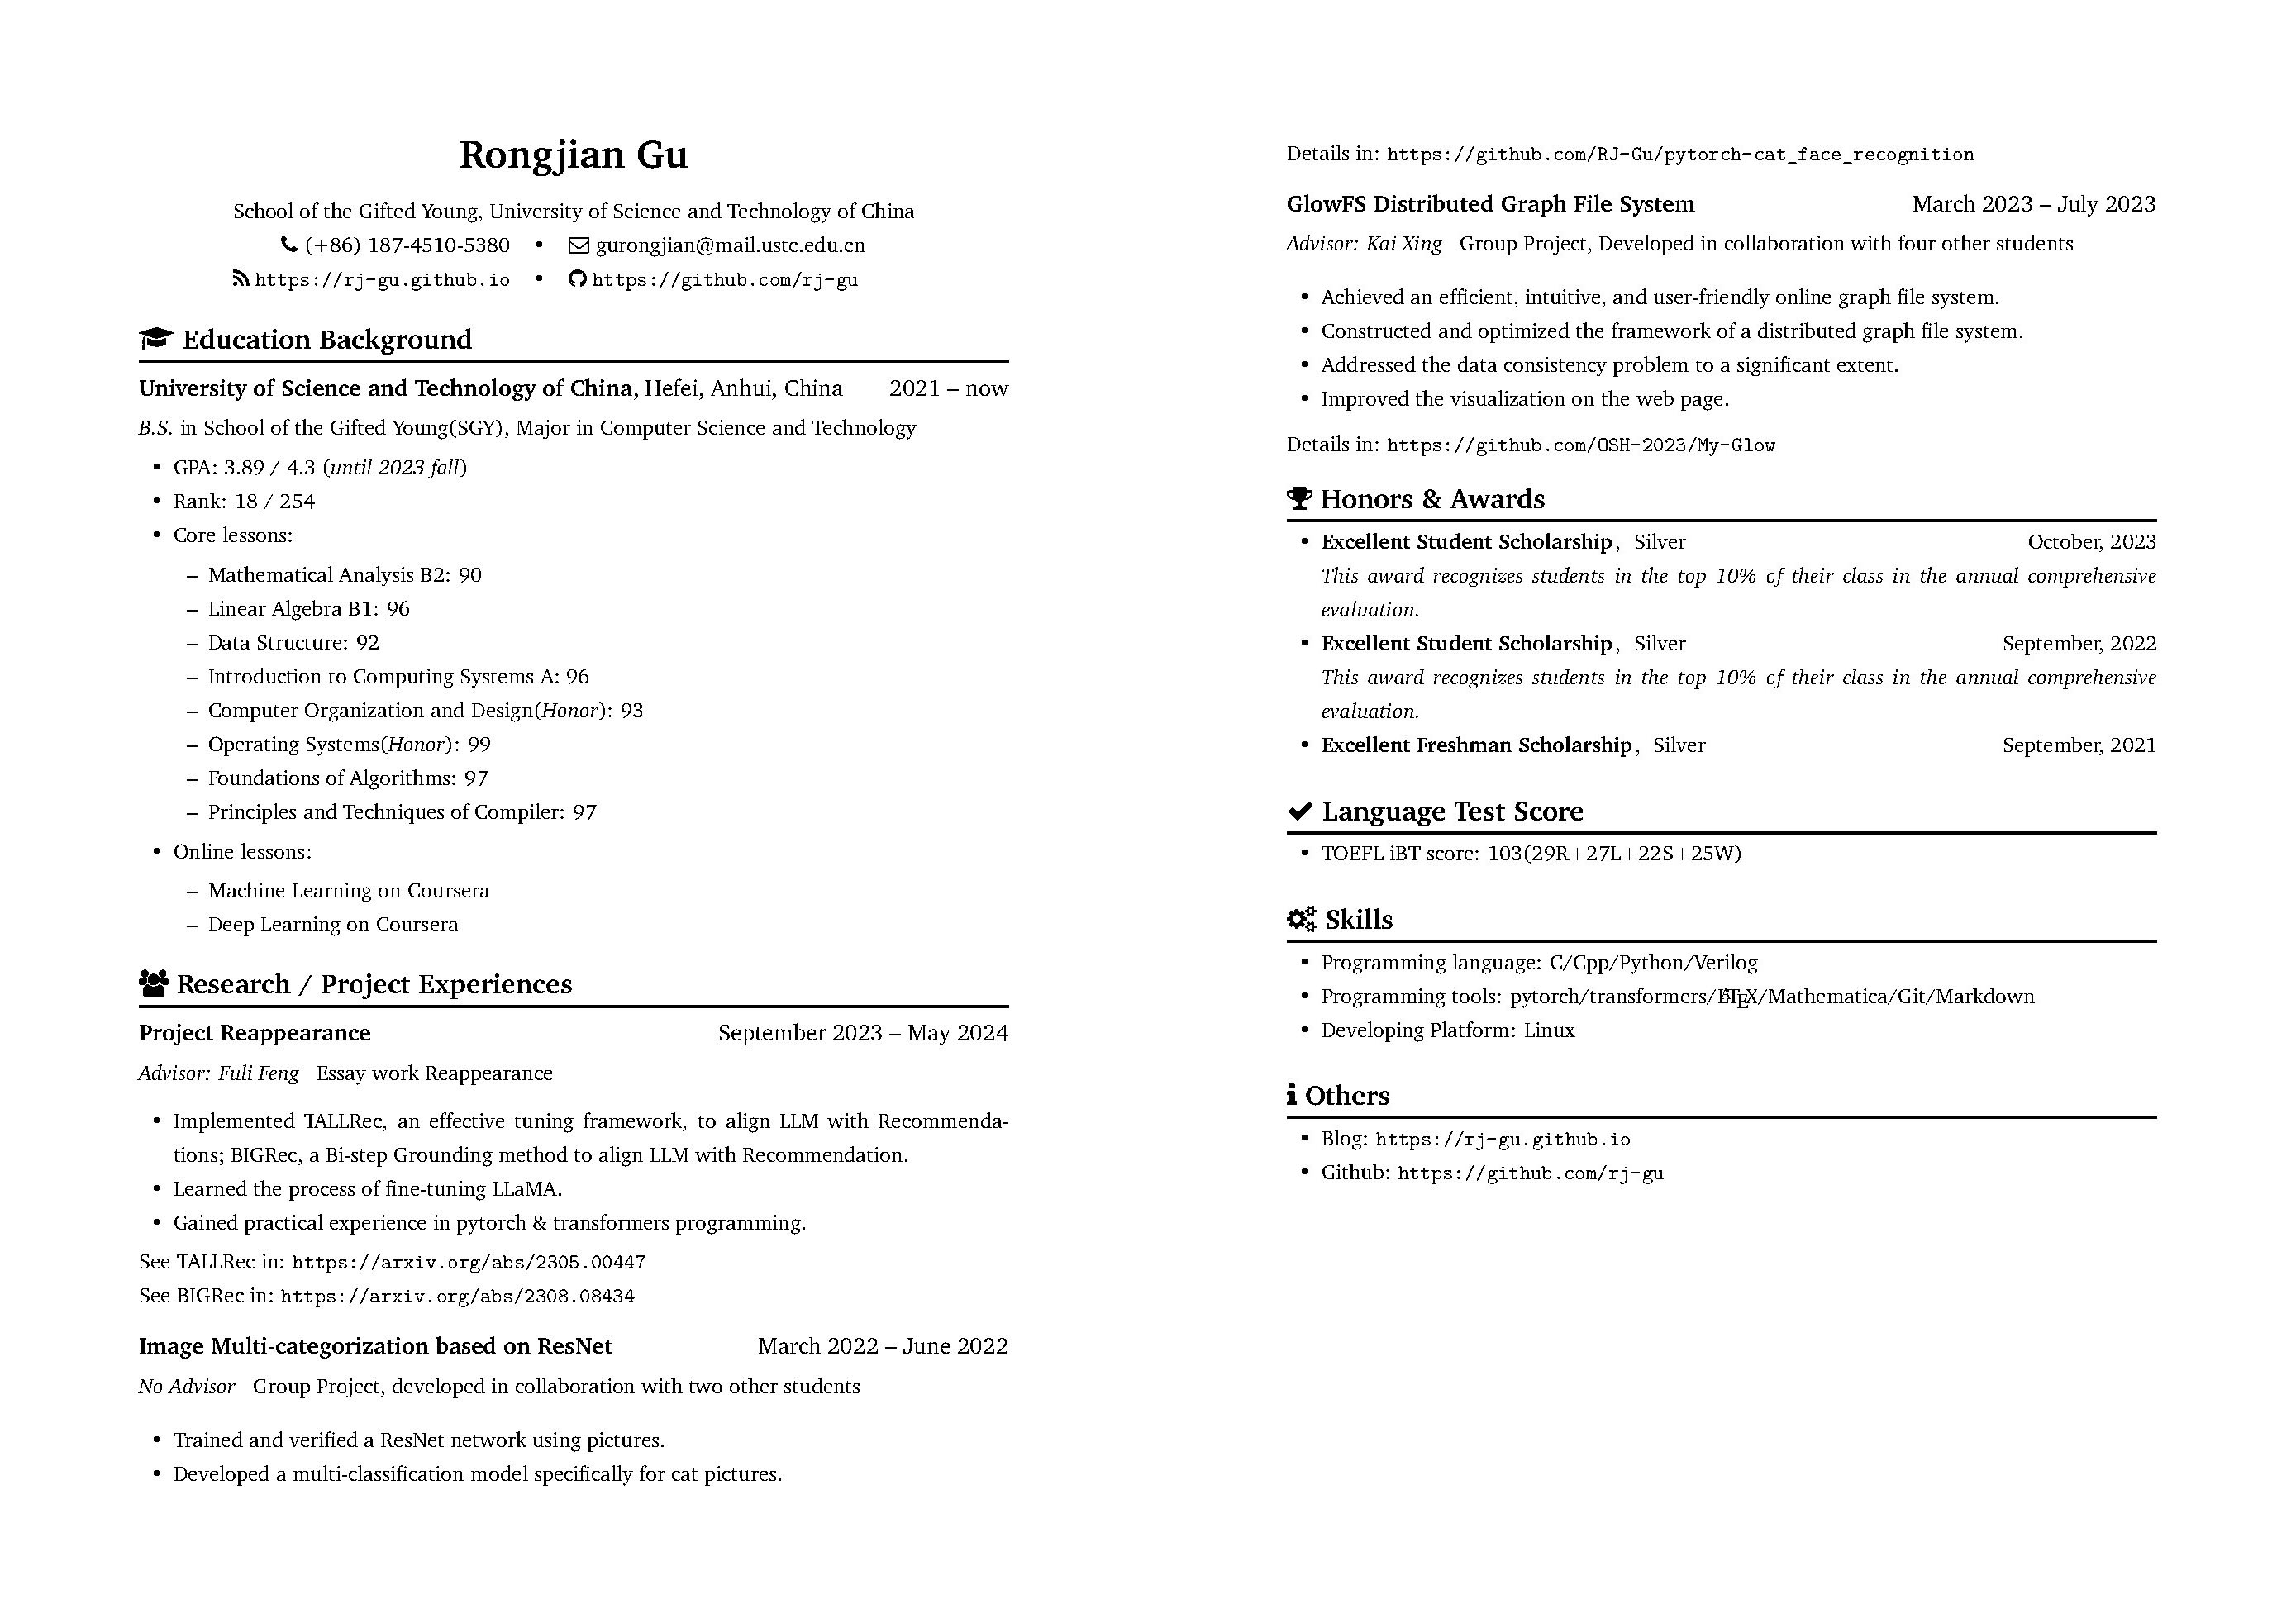 Rongjian Gu
School of the Gifted Young, University of Science and Technology of China
(+86) 187-4510-5380 • gurongjian@mail.ustc.edu.cn
https://rj-gu.github.io • https://github.com/rj-gu
Education Background
University of Science and Technology of China, Hefei, Anhui, China 2021 – now
B.S. in School of the Gifted Young(SGY), Major in Computer Science and Technology
• GPA: 3.89 / 4.3 (until 2023 fall)
• Rank: 18 / 254
• Core lessons:
– Mathematical Analysis B2: 90
– Linear Algebra B1: 96
– Data Structure: 92
– Introduction to Computing Systems A: 96
– Computer Organization and Design(Honor): 93
– Operating Systems(Honor): 99
– Foundations of Algorithms: 97
– Principles and Techniques of Compiler: 97
• Online lessons:
– Machine Learning on Coursera
– Deep Learning on Coursera
Research / Project Experiences
Project Reappearance September 2023 – May 2024
Advisor: Fuli Feng Essay work Reappearance
• Implemented TALLRec, an effective tuning framework, to align LLM with Recommenda-
tions; BIGRec, a Bi-step Grounding method to align LLM with Recommendation.
• Learned the process of fine-tuning LLaMA.
• Gained practical experience in pytorch & transformers programming.
See TALLRec in: https://arxiv.org/abs/2305.00447
See BIGRec in: https://arxiv.org/abs/2308.08434
Image Multi-categorization based on ResNet March 2022 – June 2022
No Advisor Group Project, developed in collaboration with two other students
• Trained and verified a ResNet network using pictures.
• Developed a multi-classification model specifically for cat pictures.
Details in: https://github.com/RJ-Gu/pytorch-cat_face_recognition
GlowFS Distributed Graph File System March 2023 – July 2023
Advisor: Kai Xing Group Project, Developed in collaboration with four other students
• Achieved an efficient, intuitive, and user-friendly online graph file system.
• Constructed and optimized the framework of a distributed graph file system.
• Addressed the data consistency problem to a significant extent.
• Improved the visualization on the web page.
Details in: https://github.com/OSH-2023/My-Glow
Honors & Awards
• Excellent Student Scholarship, Silver October, 2023
This award recognizes students in the top 10% of their class in the annual comprehensive
evaluation.
• Excellent Student Scholarship, Silver September, 2022
This award recognizes students in the top 10% of their class in the annual comprehensive
evaluation.
• Excellent Freshman Scholarship, Silver September, 2021
Language Test Score
• TOEFL iBT score: 103(29R+27L+22S+25W)
Skills
• Programming language: C/Cpp/Python/Verilog
• Programming tools: pytorch/transformers/LATEX/Mathematica/Git/Markdown
• Developing Platform: Linux
Others
• Blog: https://rj-gu.github.io
• Github: https://github.com/rj-gu